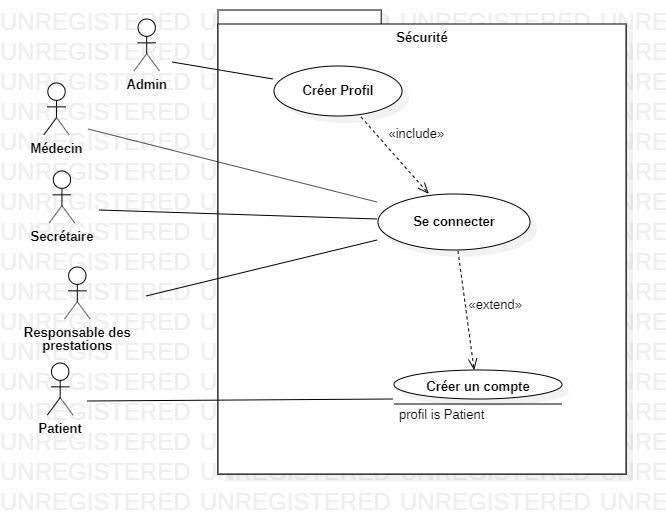 UNREGISTERED
Sécurité
Admin
Créer Profil
«include»
Médecin
Se connecter
Secrétaire
«extend»
Responsable des
prestations
Créer un compte
profil is Patient
Patient